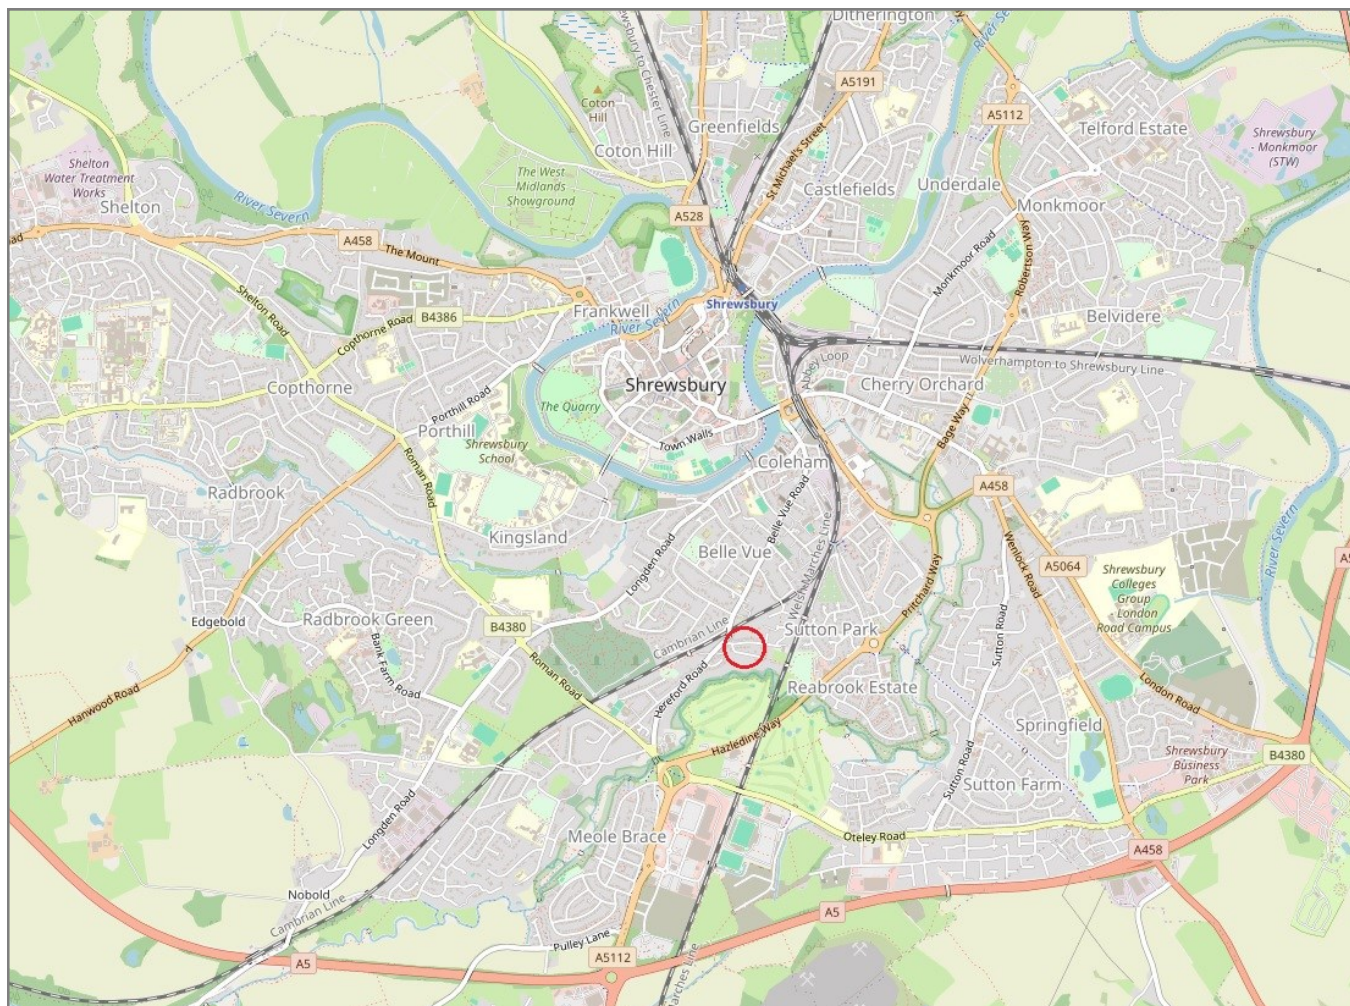 Ditherington
River Severn
Shrewsbury to Chester Line
A5191
Coton
Hill
A5112
Greenfields
Telford Estate
Shrewsbury
- Monkmoor
(STW)
Coton Hill
St Michael's Street
Shelton
Water Treatment
Works
The West
Midlands
Showground
Castlefields
Underdale
Monkmoor
Shelton
River Severn
A528
Road
A458
The Mount
Monkmoor Road
Robertson Way
Shelton Road
Shrewsbury
Frankwell
River Severn
B4386
Copthorne Road
Belvidere
Abbey Loop
Wolverhampton to Shrewsbury Line
Copthorne
Shrewsbury
Cherry Orchard
Porthill Road
The Quarry
Porthill
Town Walls
Bage Way
Shrewsbury
School
Coleham
Roman Road
Radbrook
A458
Belle Vue Road
Kingsland
Longden Road
Belle Vue
Welsh Marches Line
Wenlock Road
Pritchard Way
River Severn
A5
A5064
Shrewsbury
Colleges
Group
London
Road Campus
Edgebold
Radbrook Green
B4380
Cambrian Line
Sutton Park
Sutton Road
Bank Farm Road
Roman Road
Hereford Road
Reabrook Estate
Hanwood Road
London Road
Springfield
Hazledine Way
Shrewsbury
Business
Park
B4380
Sutton Road
Sutton Farm
Longden Road
Meole Brace
Oteley Road
A458
Nobold
Cambrian Line
A5
Pulley Lane
A5
A5112
Marches Line